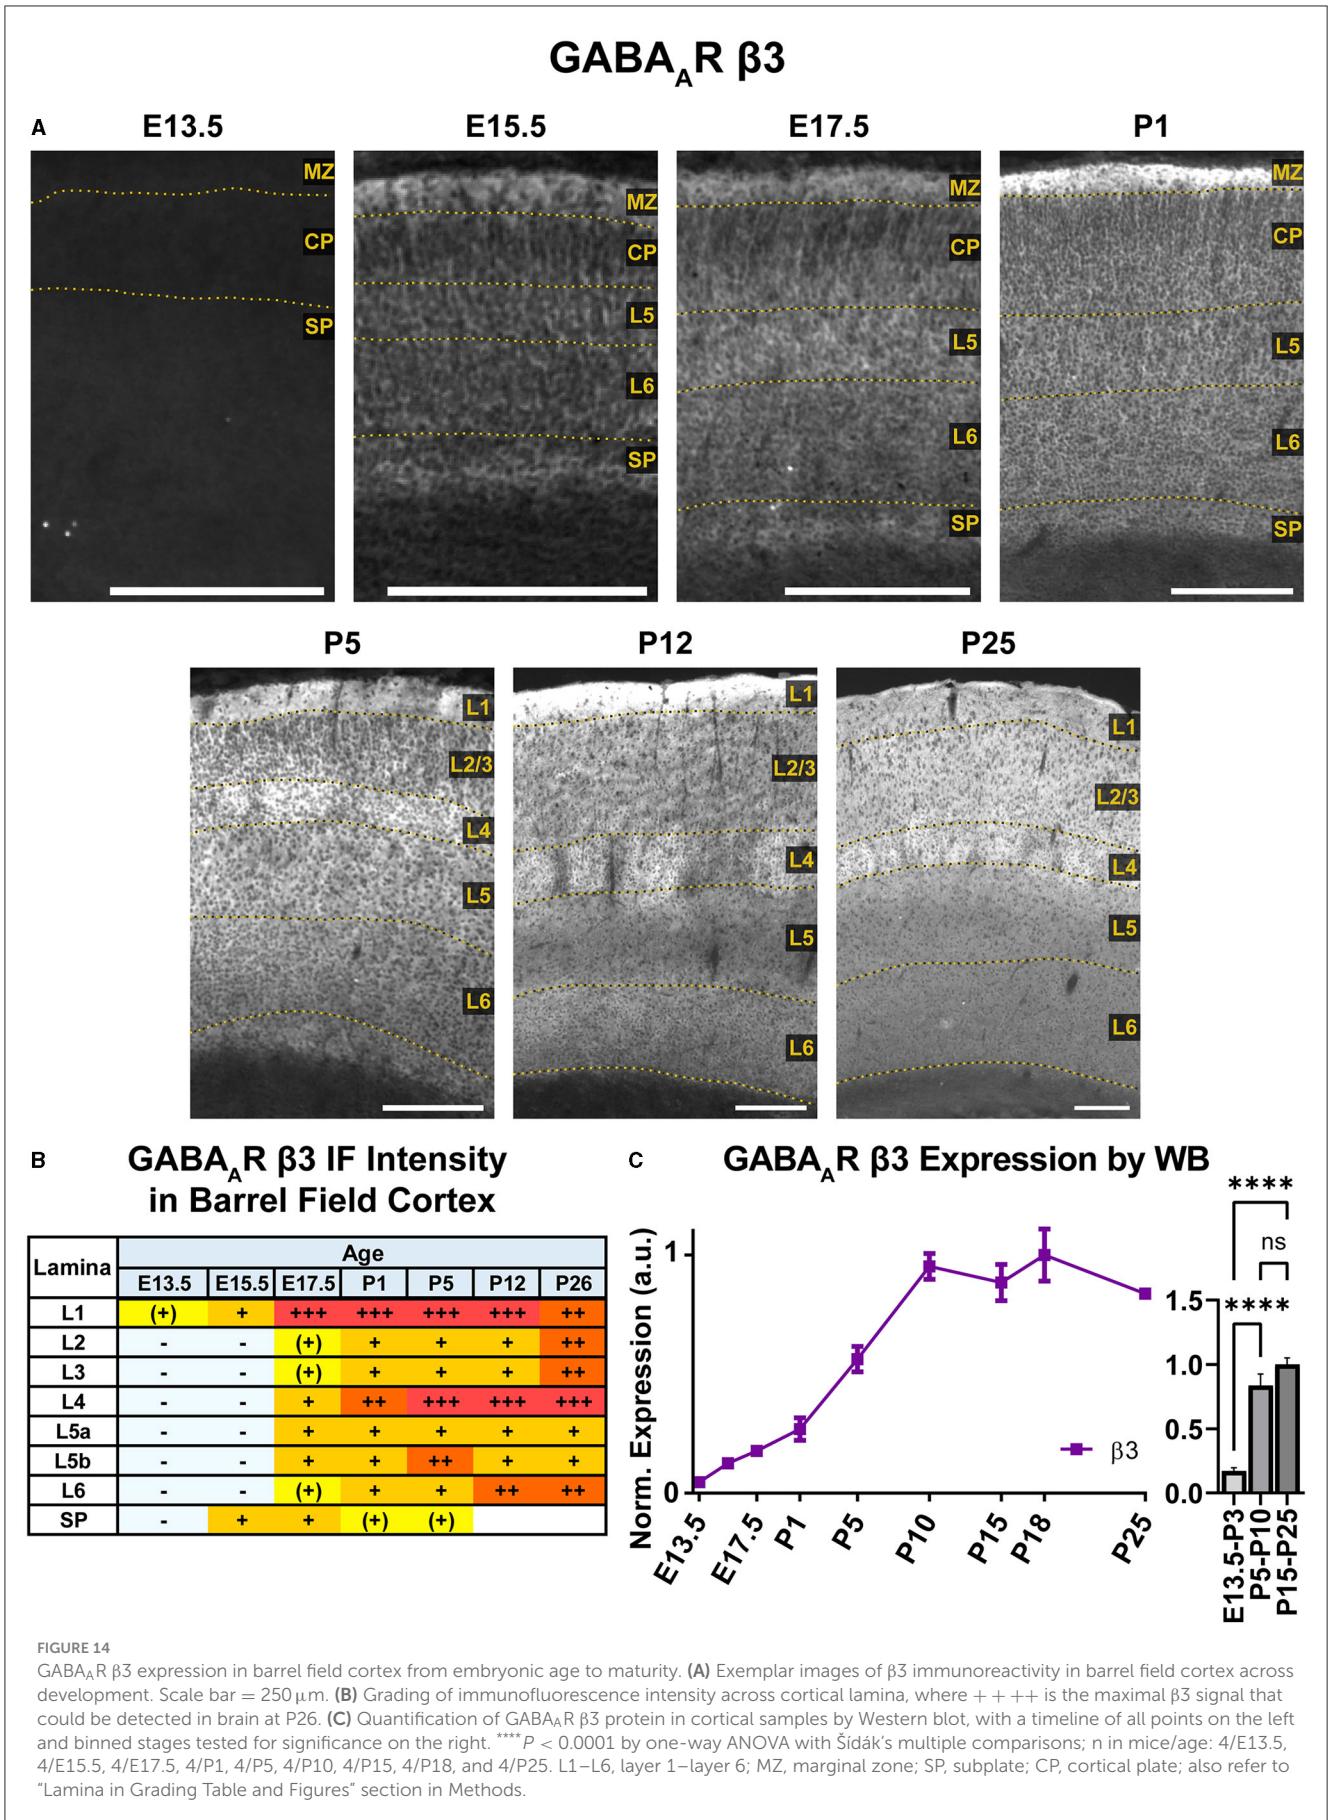 GABA_AR β3
A
E13.5
E15.5
E17.5
P1
MZ
CP
SP
MZ
CP
L5
L6
SP
MZ
CP
L5
L6
SP
MZ
CP
L5
L6
SP
P5
P12
P25
L1
L2/3
L4
L5
L6
L1
L2/3
L4
L5
L6
L1
L2/3
L4
L5
L6
B
GABA_AR β3 IF Intensity
in Barrel Field Cortex
Lamina Age
E13.5 E15.5 E17.5 P1 P5 P12 P26
L1 (+) + +++ +++ +++ +++ ++
L2 - - (+) + + + ++
L3 - - (+) + + + ++
L4 - - + ++ +++ +++ +++
L5a - - + + + + +
L5b - - + + ++ + +
L6 - - (+) + + ++ ++
SP - + + (+) (+)
C
GABA_AR β3 Expression by WB
Norm. Expression (a.u.)
1
0
β3
E13.5 E17.5 P1 P5 P10 P15 P18 P25
****
ns
****
1.5
1.0
0.5
0.0
E13.5-P3
P5-P10
P15-P25
FIGURE 14
GABA_AR β3 expression in barrel field cortex from embryonic age to maturity. (A) Exemplar images of β3 immunoreactivity in barrel field cortex across
development. Scale bar = 250 μm. (B) Grading of immunofluorescence intensity across cortical lamina, where + + ++ is the maximal β3 signal that
could be detected in brain at P26. (C) Quantification of GABA_AR β3 protein in cortical samples by Western blot, with a timeline of all points on the left
and binned stages tested for significance on the right. ****P < 0.0001 by one-way ANOVA with Šídák's multiple comparisons; n in mice/age: 4/E13.5,
4/E15.5, 4/E17.5, 4/P1, 4/P5, 4/P10, 4/P15, 4/P18, and 4/P25. L1–L6, layer 1–layer 6; MZ, marginal zone; SP, subplate; CP, cortical plate; also refer to
"Lamina in Grading Table and Figures" section in Methods.